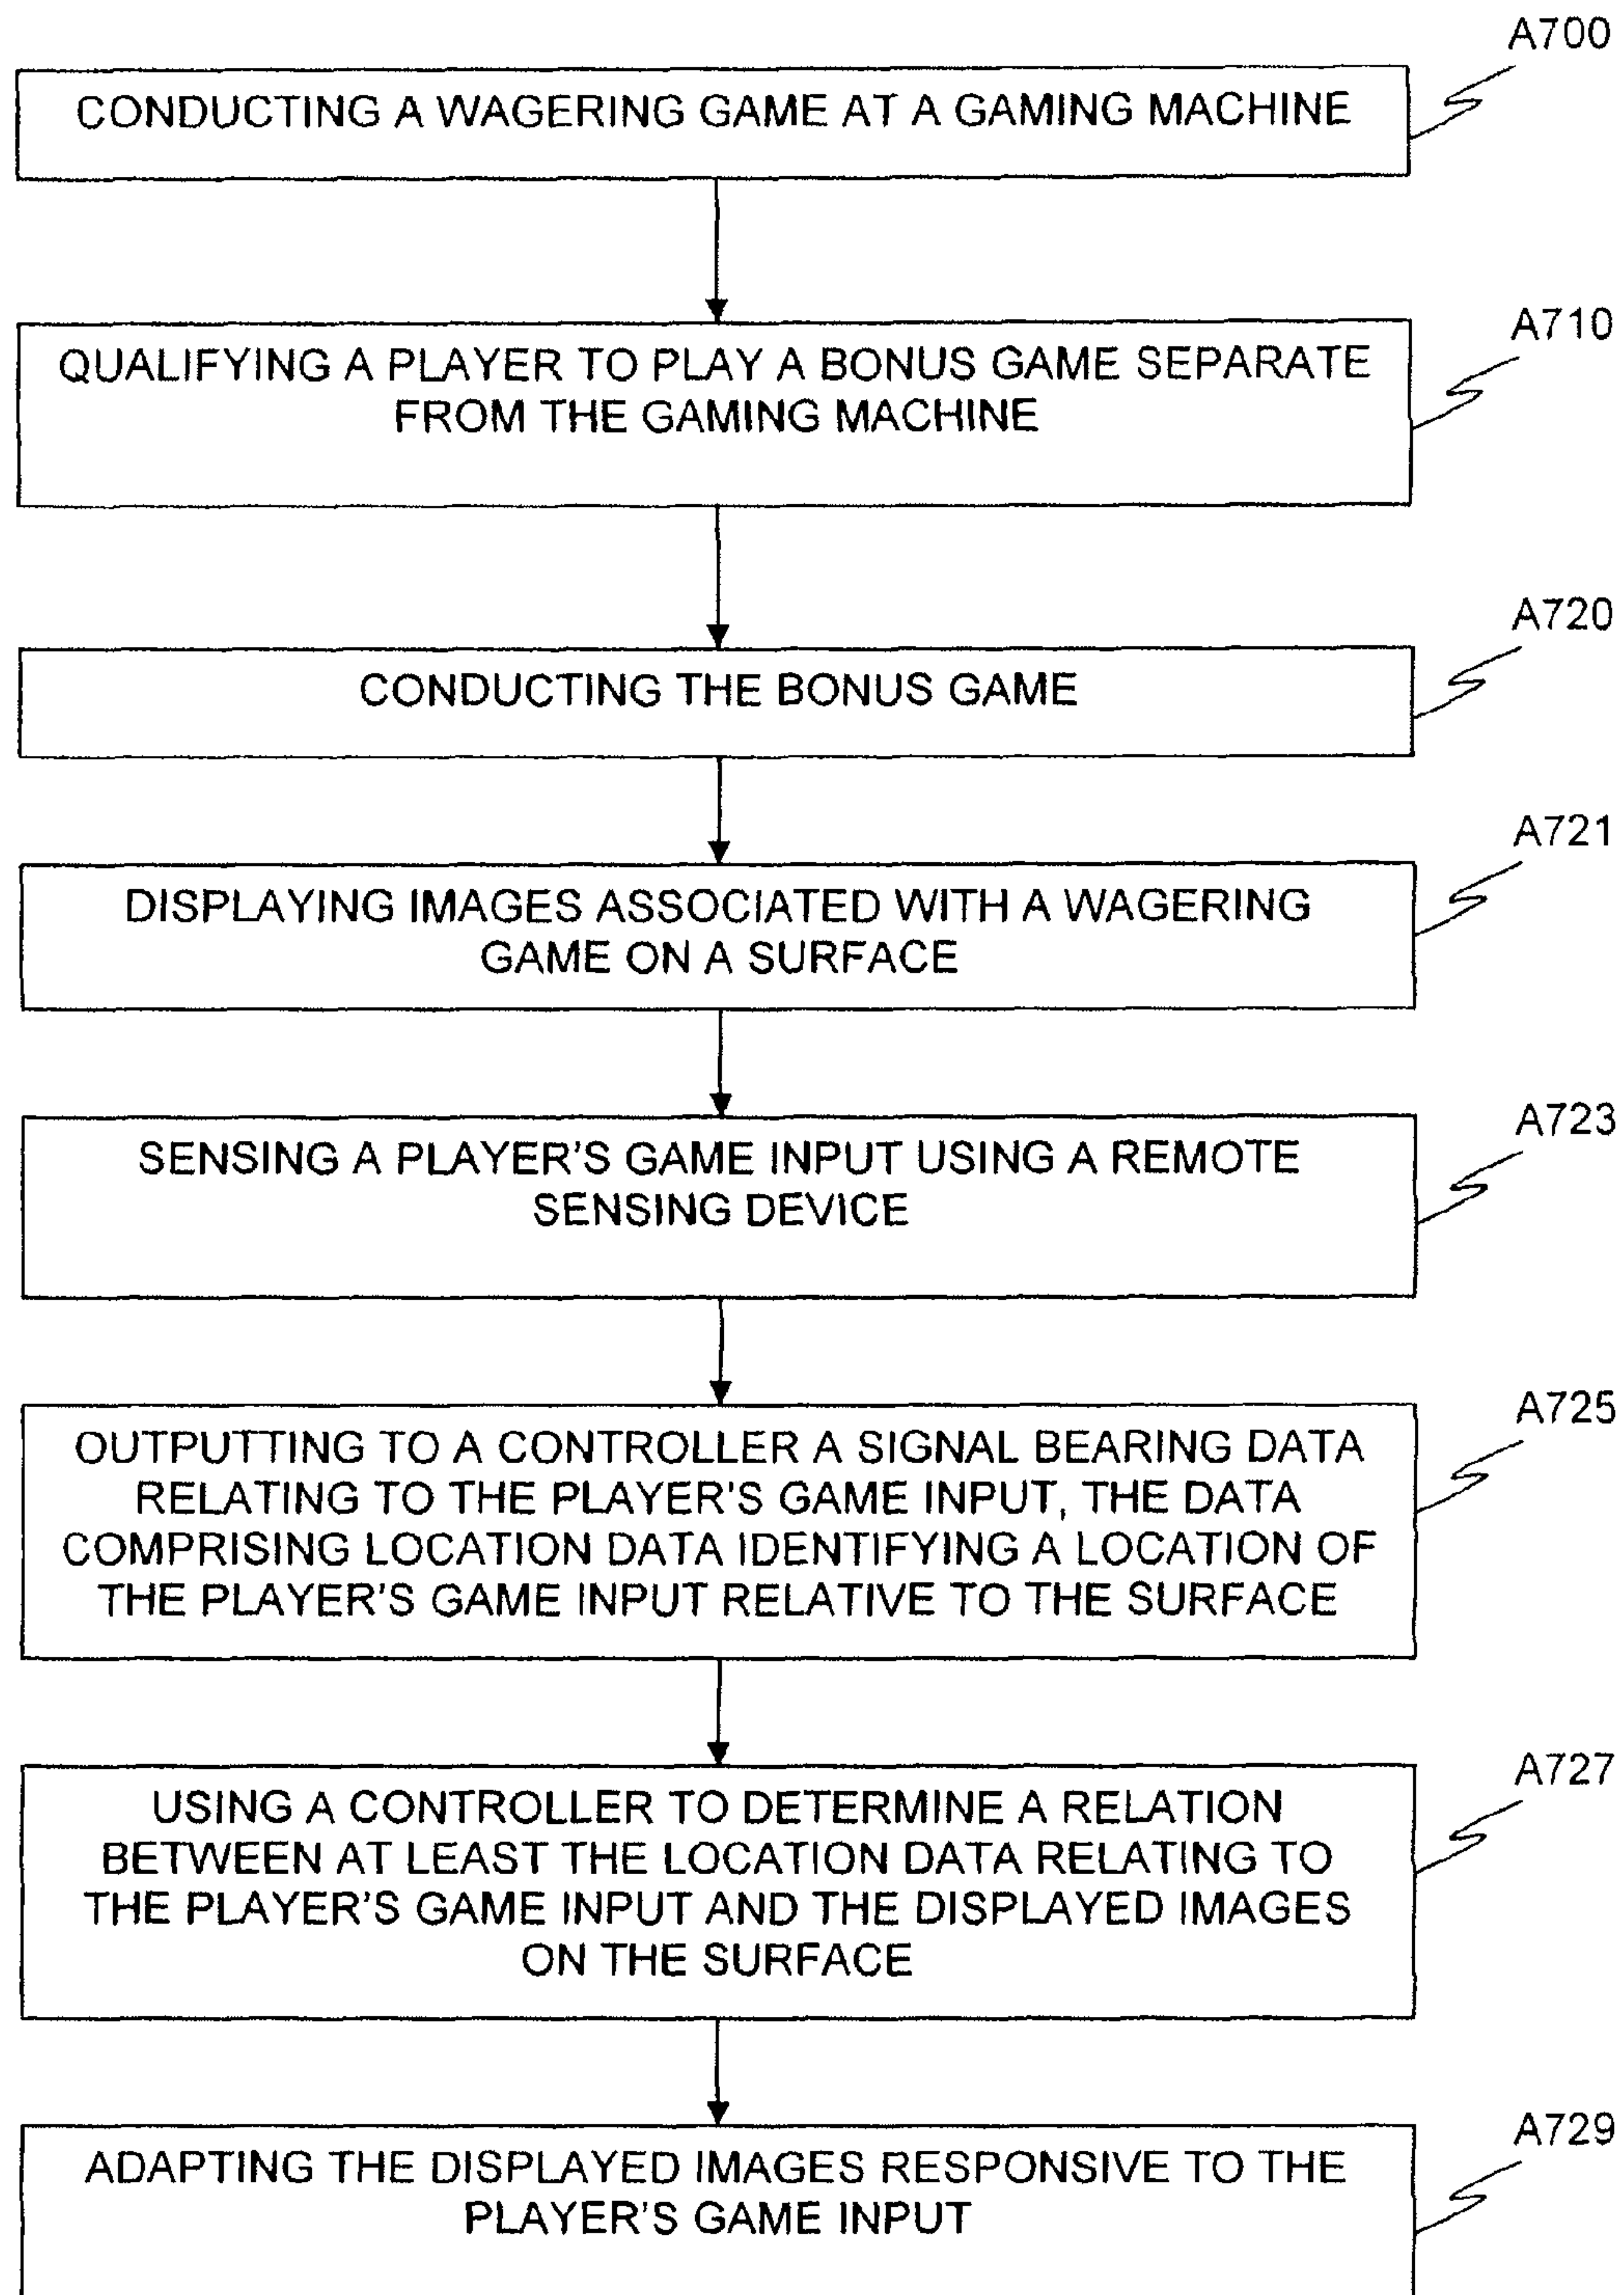 A700
CONDUCTING A WAGERING GAME AT A GAMING MACHINE
A710
QUALIFYING A PLAYER TO PLAY A BONUS GAME SEPARATE
FROM THE GAMING MACHINE
A720
CONDUCTING THE BONUS GAME
A721
DISPLAYING IMAGES ASSOCIATED WITH A WAGERING
GAME ON A SURFACE
A723
SENSING A PLAYER'S GAME INPUT USING A REMOTE
SENSING DEVICE
A725
OUTPUTTING TO A CONTROLLER A SIGNAL BEARING DATA
RELATING TO THE PLAYER'S GAME INPUT, THE DATA
COMPRISING LOCATION DATA IDENTIFYING A LOCATION OF
THE PLAYER'S GAME INPUT RELATIVE TO THE SURFACE
A727
USING A CONTROLLER TO DETERMINE A RELATION
BETWEEN AT LEAST THE LOCATION DATA RELATING TO
THE PLAYER'S GAME INPUT AND THE DISPLAYED IMAGES
ON THE SURFACE
A729
ADAPTING THE DISPLAYED IMAGES RESPONSIVE TO THE
PLAYER'S GAME INPUT